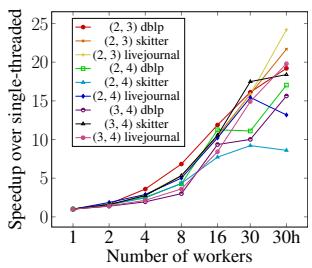 Speedup over single-threaded
25
20
15
10
5
0
(2, 3) dblp
(2, 3) skitter
(2, 3) livejournal
(2, 4) dblp
(2, 4) skitter
(2, 4) livejournal
(3, 4) dblp
(3, 4) skitter
(3, 4) livejournal
1 2 4 8 16 30 30h
Number of workers